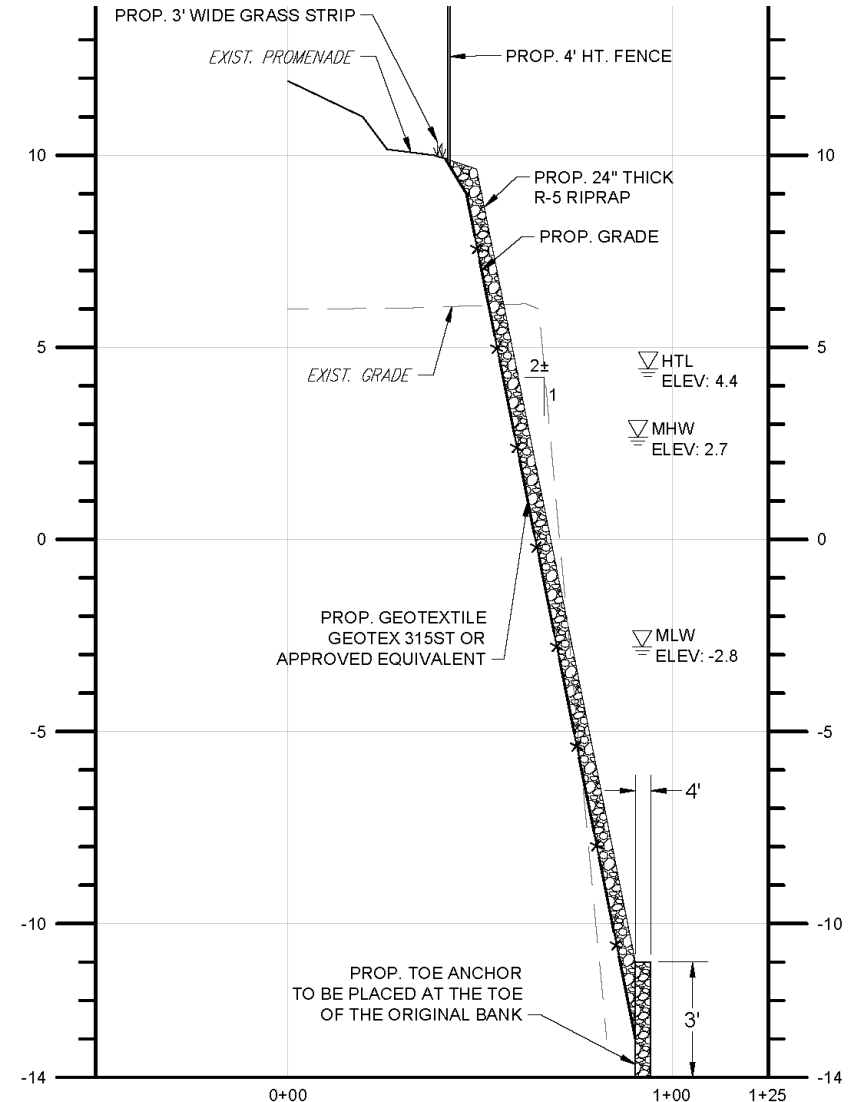 PROP. 3' WIDE GRASS STRIP
EXIST. PROMENADE
PROP. 4' HT. FENCE
10
10
PROP. 24" THICK
R-5 RIPRAP
PROP. GRADE
5
5
EXIST. GRADE
2±
1
HTL
ELEV: 4.4
MHW
ELEV: 2.7
0
0
PROP. GEOTEXTILE
GEOTEX 315ST OR
APPROVED EQUIVALENT
MLW
ELEV: -2.8
-5
-5
4'
-10
-10
PROP. TOE ANCHOR
TO BE PLACED AT THE TOE
OF THE ORIGINAL BANK
3'
-14
-14
0+00
1+00
1+25